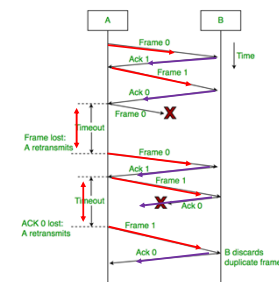 A B
Frame 0
Time
Ack 1
Frame 1
Ack 0
Frame 0
Timeout
Frame lost:
A retransmits
Frame 0
Ack 1
Frame 1
Timeout
Ack 0
ACK 0 lost:
A retransmits
Frame 1
Ack 0
B discards
duplicate frame